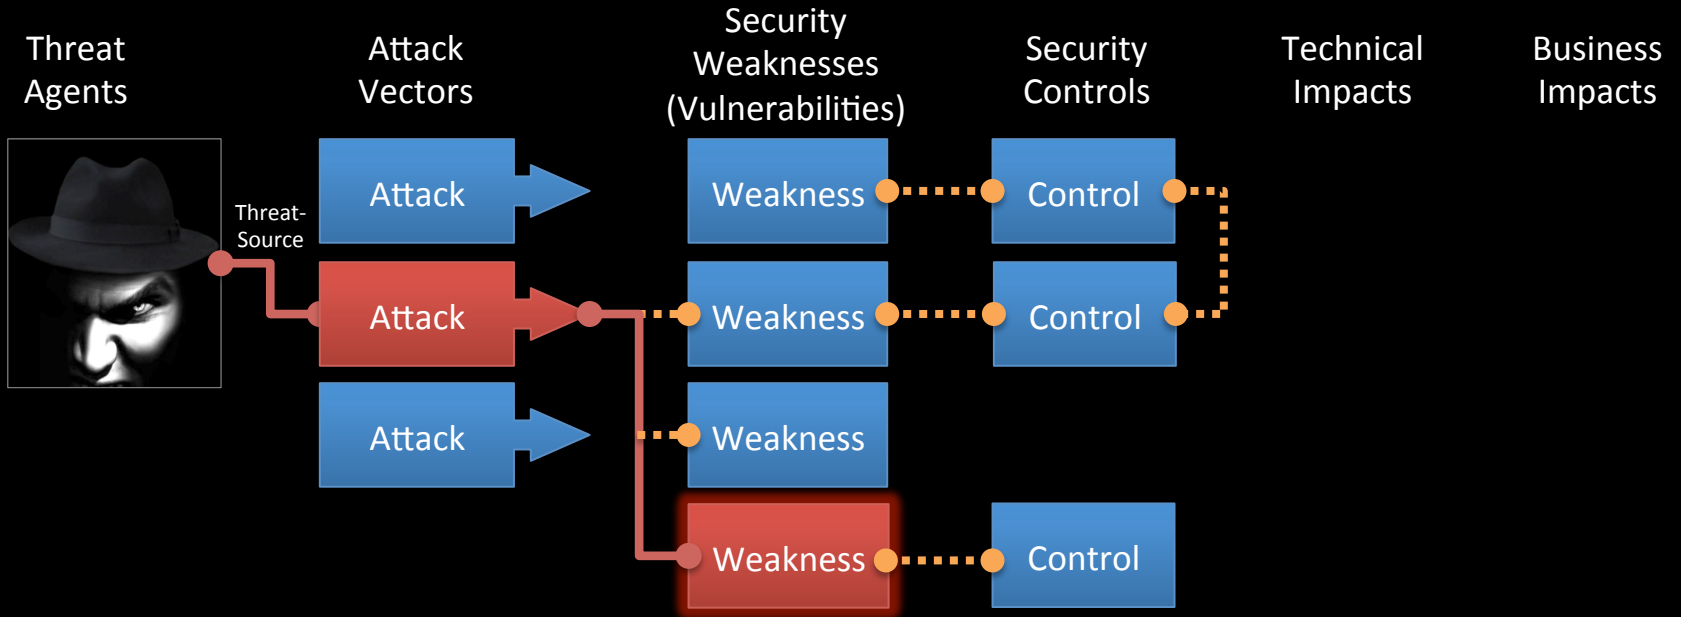 Threat
Agents
Attack
Vectors
Security
Weaknesses
(Vulnerabilities)
Security
Controls
Technical
Impacts
Business
Impacts
Threat-
Source
Attack
Weakness
Control
Attack
Weakness
Control
Attack
Weakness
Weakness
Control